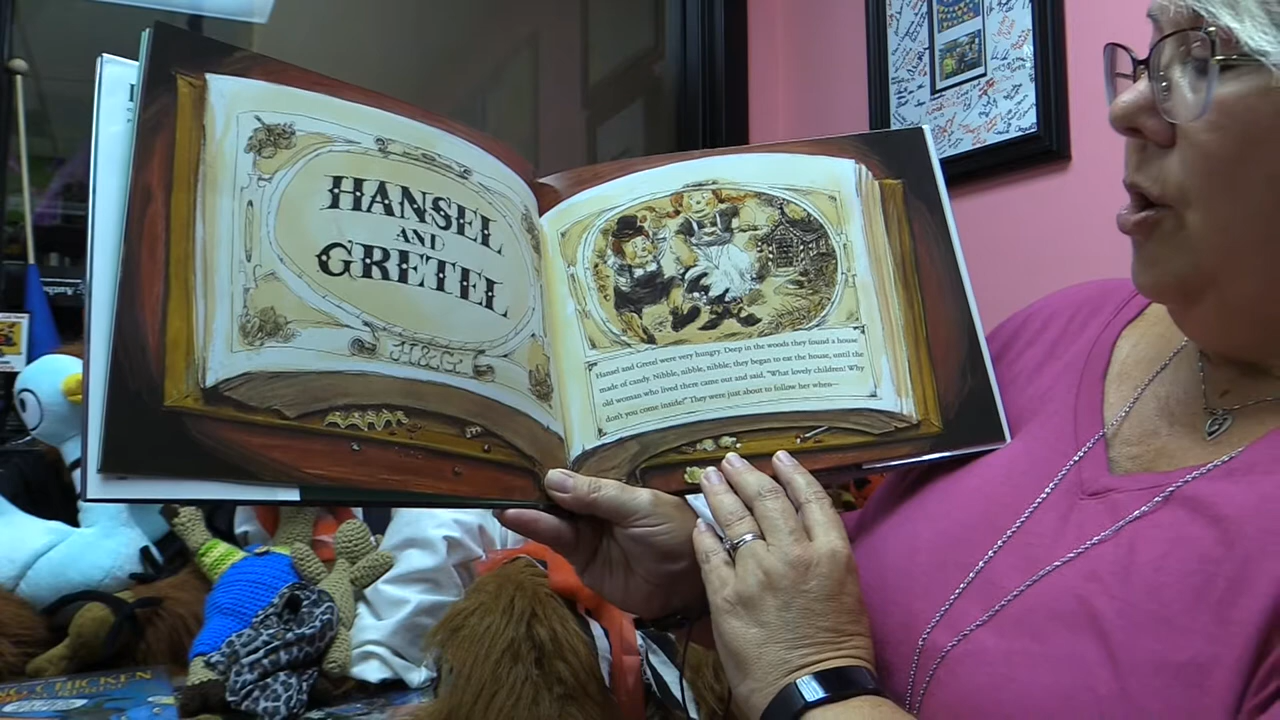 HANSEL
AND
GRETEL
H&G
Hansel and Gretel were very hungry. Deep in the woods they found a house
made of candy. Nibble, nibble, nibble; they began to eat the house, until the
old woman who lived there came out and said, "What lovely children! Why
don't you come inside?" They were just about to follow her when—
CHICKEN